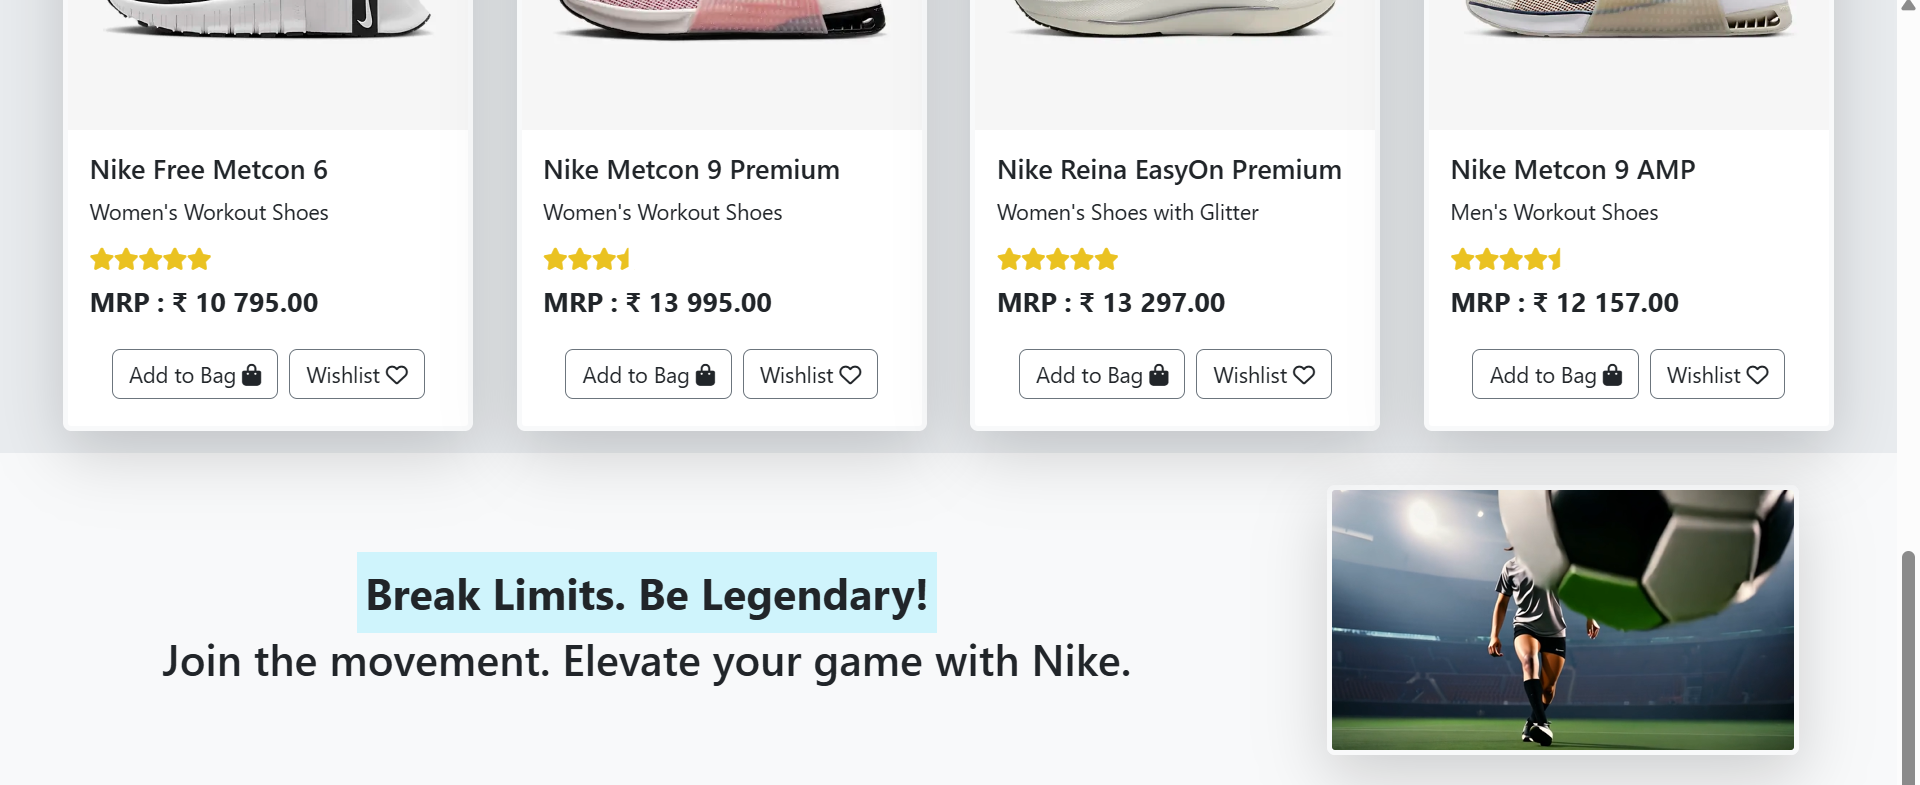 Nike Free Metcon 6
Women's Workout Shoes
MRP : ₹ 10 795.00
Add to Bag
Wishlist
Nike Metcon 9 Premium
Women's Workout Shoes
MRP : ₹ 13 995.00
Add to Bag
Wishlist
Nike Reina EasyOn Premium
Women's Shoes with Glitter
MRP : ₹ 13 297.00
Add to Bag
Wishlist
Nike Metcon 9 AMP
Men's Workout Shoes
MRP : ₹ 12 157.00
Add to Bag
Wishlist
Break Limits. Be Legendary!
Join the movement. Elevate your game with Nike.